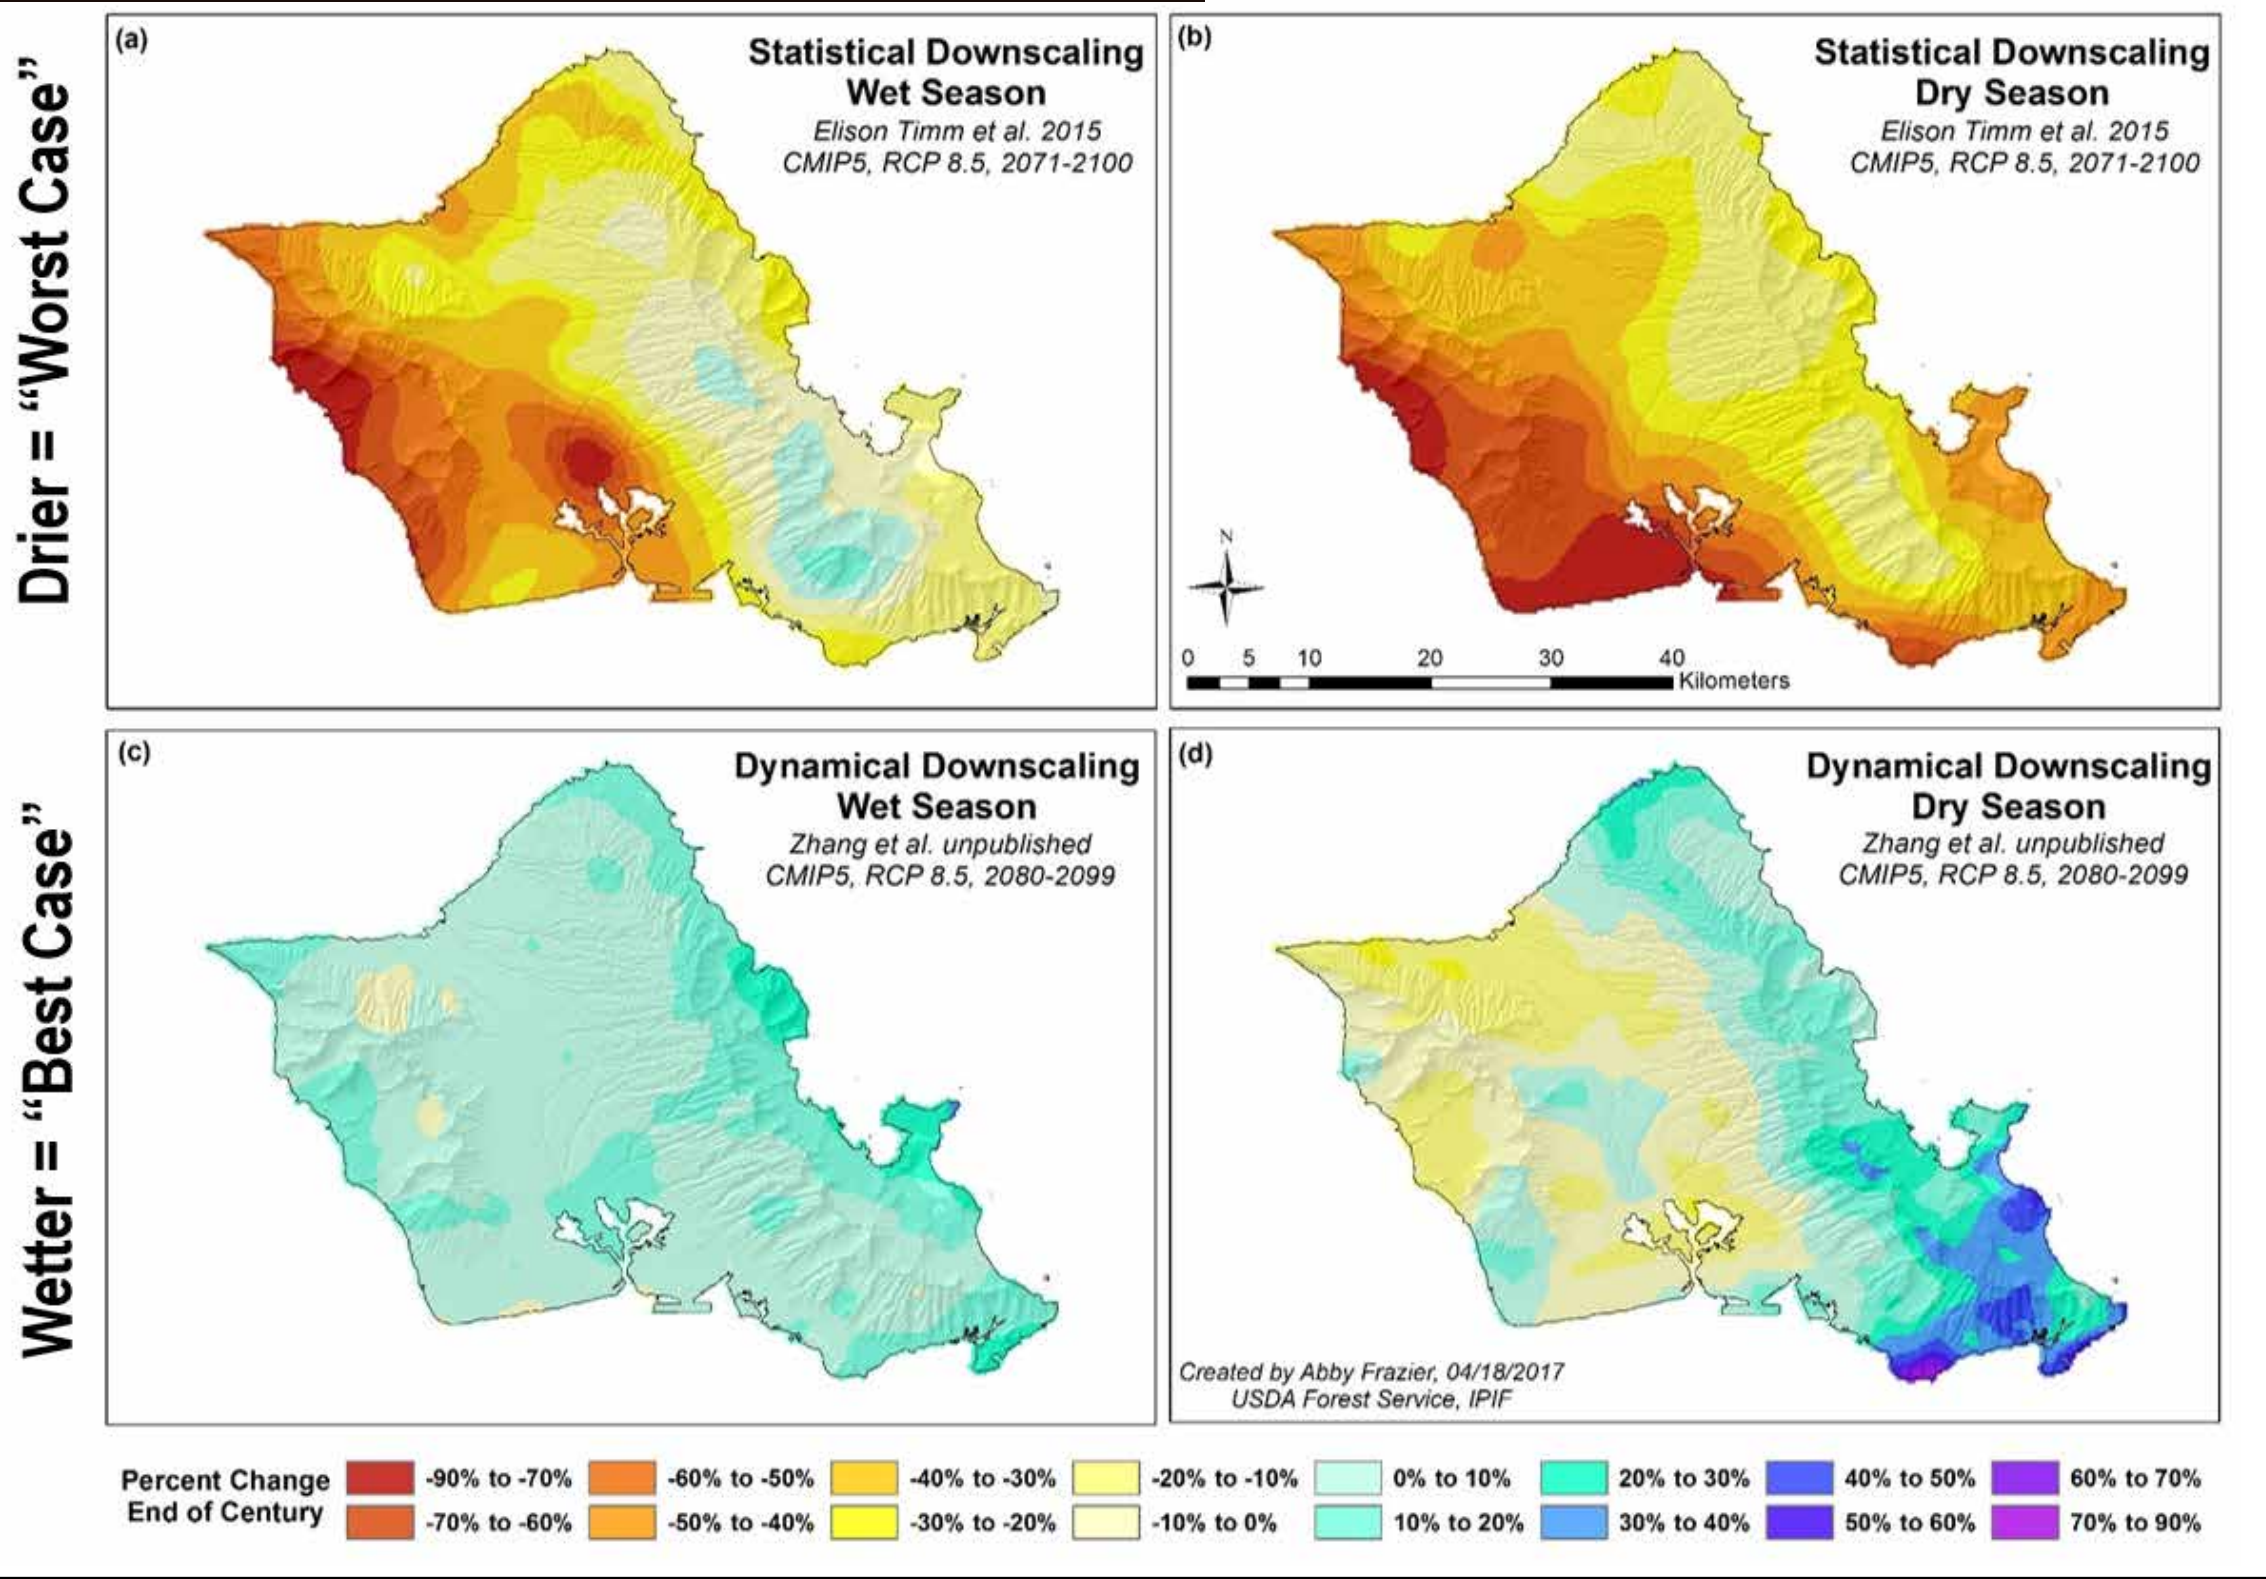 Drier = “Worst Case”
(a)
Statistical Downscaling
Wet Season
Elison Timm et al. 2015
CMIP5, RCP 8.5, 2071-2100
(b)
Statistical Downscaling
Dry Season
Elison Timm et al. 2015
CMIP5, RCP 8.5, 2071-2100
N
0 5 10 20 30 40
Kilometers
Wetter = “Best Case”
(c)
Dynamical Downscaling
Wet Season
Zhang et al. unpublished
CMIP5, RCP 8.5, 2080-2099
(d)
Dynamical Downscaling
Dry Season
Zhang et al. unpublished
CMIP5, RCP 8.5, 2080-2099
Created by Abby Frazier, 04/18/2017
USDA Forest Service, IPIF
Percent Change
End of Century
-90% to -70% -60% to -50% -40% to -30% -20% to -10% 0% to 10% 20% to 30% 40% to 50% 60% to 70%
-70% to -60% -50% to -40% -30% to -20% -10% to 0% 10% to 20% 30% to 40% 50% to 60% 70% to 90%